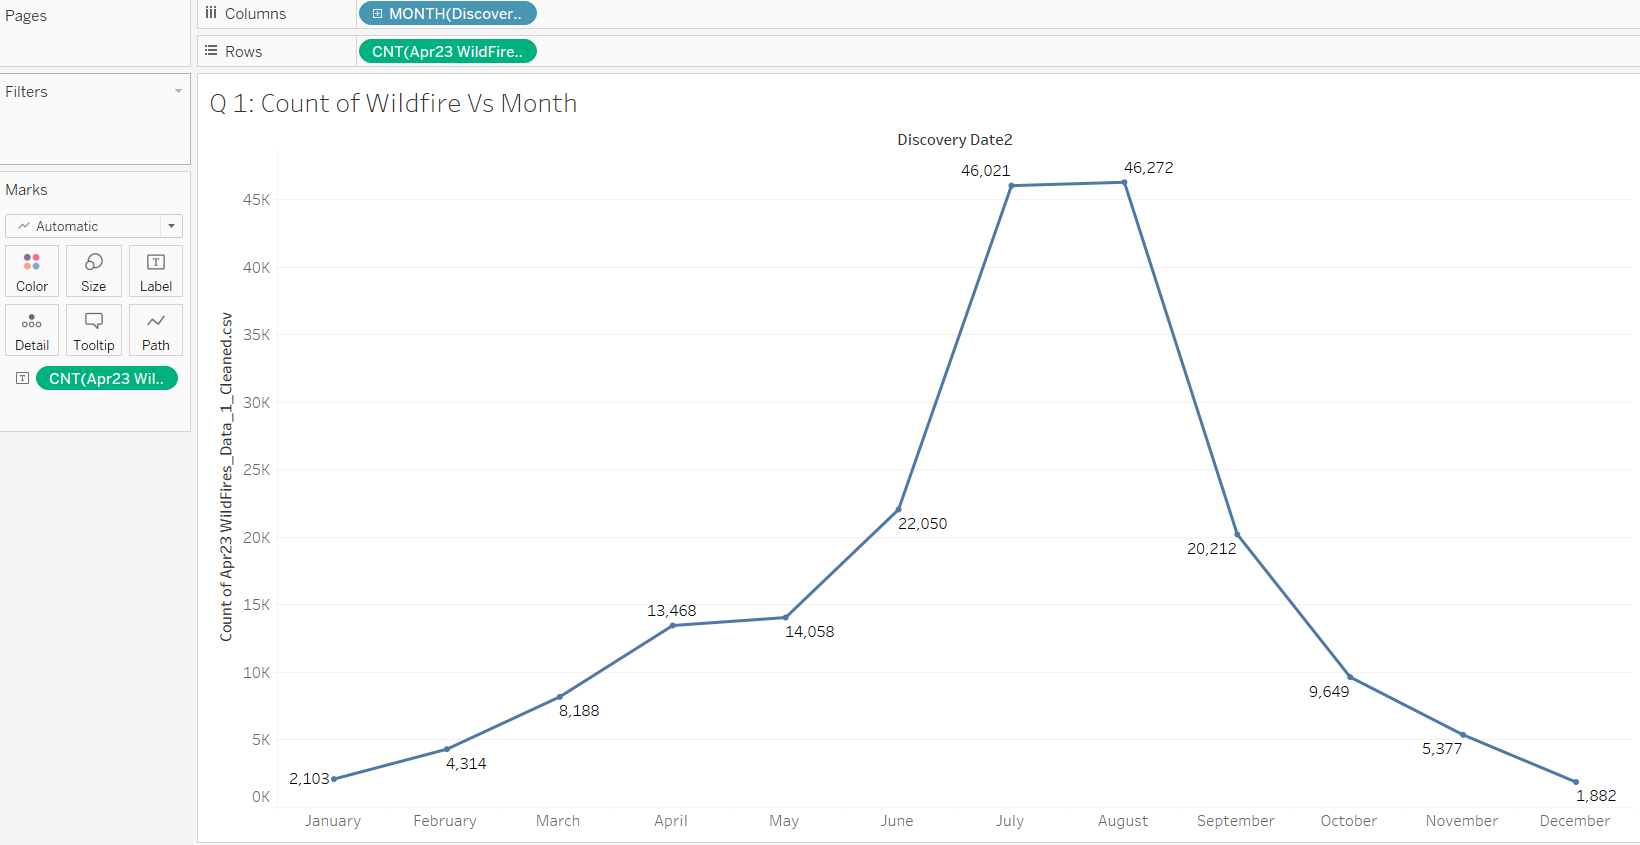 Pages
Columns
MONTH(Discover..
Rows
CNT(Apr23 WildFire..
Filters
Marks
Automatic
Color
Size
T
Label
Detail
Tooltip
Path
T
CNT(Apr23 Wil..
Q 1: Count of Wildfire Vs Month
Discovery Date2
Count of Apr23 WildFires_Data_1_Cleaned.csv
45K
40K
35K
30K
25K
20K
15K
10K
5K
0K
2,103
4,314
8,188
13,468
14,058
22,050
46,021
46,272
20,212
9,649
5,377
1,882
January
February
March
April
May
June
July
August
September
October
November
December